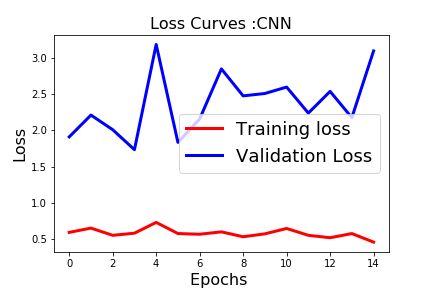 Loss Curves :CNN
3.0
2.5
2.0
1.5
1.0
0.5
Loss
Training loss
Validation Loss
0 2 4 6 8 10 12 14
Epochs